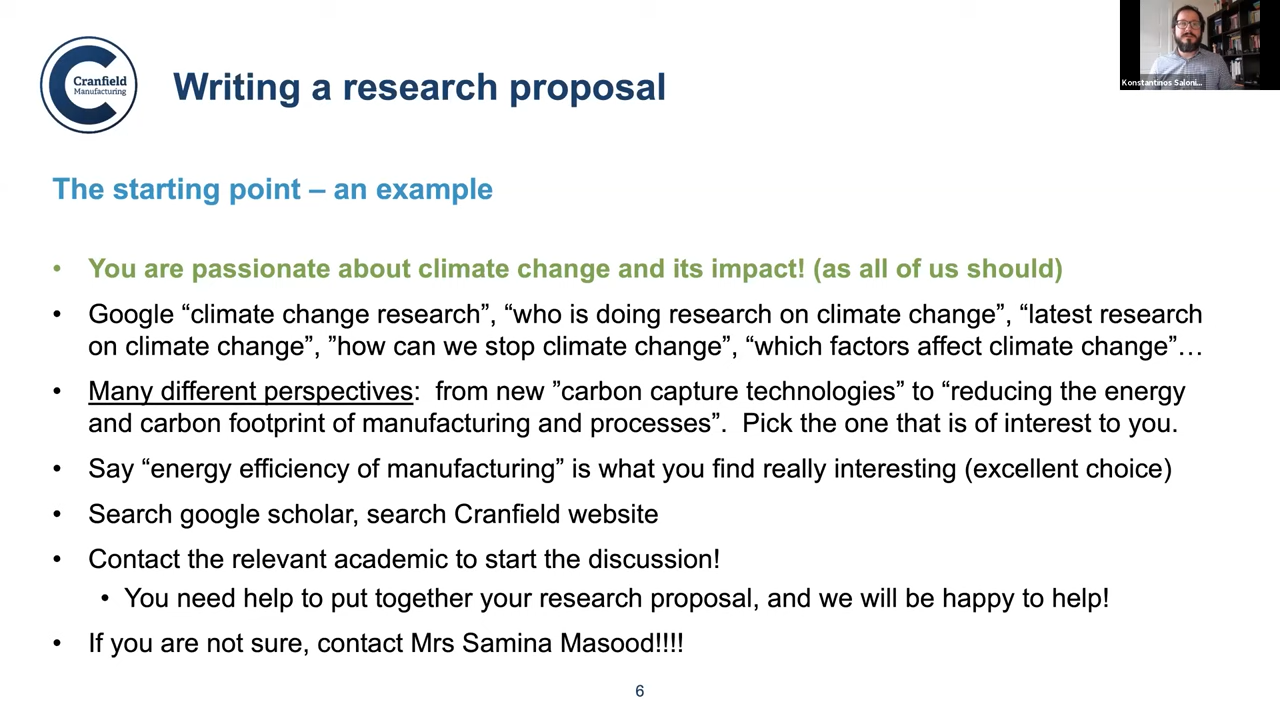 Konstantinos Saloni...
Cranfield
Manufacturing
Writing a research proposal
The starting point – an example
• You are passionate about climate change and its impact! (as all of us should)
• Google “climate change research”, “who is doing research on climate change”, “latest research
on climate change”, ”how can we stop climate change”, “which factors affect climate change”…
• Many different perspectives:  from new ”carbon capture technologies” to “reducing the energy
and carbon footprint of manufacturing and processes”.  Pick the one that is of interest to you.
• Say “energy efficiency of manufacturing” is what you find really interesting (excellent choice)
• Search google scholar, search Cranfield website
• Contact the relevant academic to start the discussion!
• You need help to put together your research proposal, and we will be happy to help!
• If you are not sure, contact Mrs Samina Masood!!!!
6